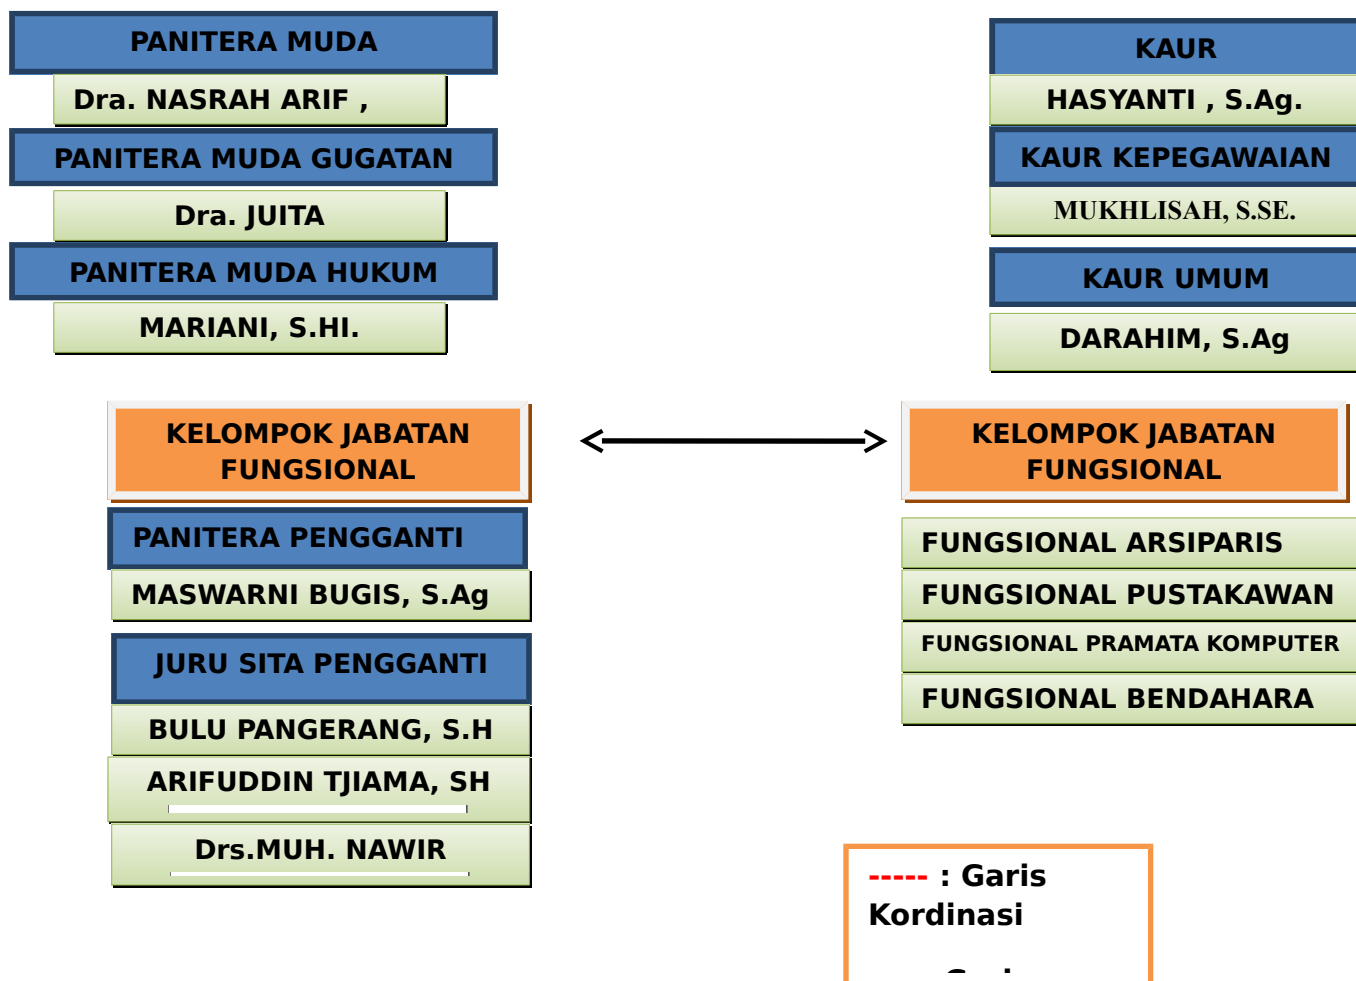 PANITERA MUDA
Dra. NASRAH ARIF ,
PANITERA MUDA GUGATAN
Dra. JUITA
PANITERA MUDA HUKUM
MARIANI, S.HI.
KAUR
HASYANTI , S.Ag.
KAUR KEPEGAWAIAN
MUKHLISAH, S.SE.
KAUR UMUM
DARAHIM, S.Ag
KELOMPOK JABATAN
FUNGSIONAL
PANITERA PENGGANTI
MASWARNI BUGIS, S.Ag
JURU SITA PENGGANTI
BULU PANGERANG, S.H
ARIFUDDIN TJIAMA, SH
Drs.MUH. NAWIR
KELOMPOK JABATAN
FUNGSIONAL
FUNGSIONAL ARSIPARIS
FUNGSIONAL PUSTAKAWAN
FUNGSIONAL PRAMATA KOMPUTER
FUNGSIONAL BENDAHARA
----- : Garis
Kordinasi